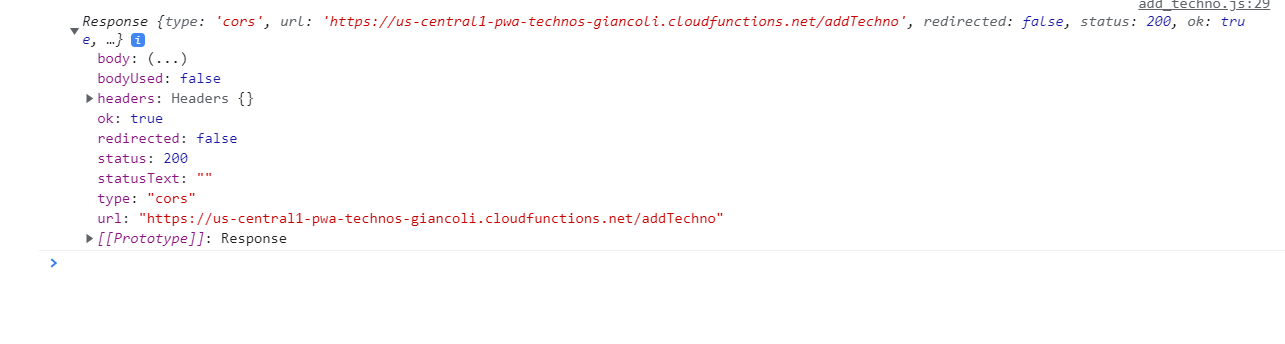 add_techno.js:29
Response {type: 'cors', url: 'https://us-central1-pwa-technos-giancoli.cloudfunctions.net/addTechno', redirected: false, status: 200, ok: tru
e, …} i
body: (...)
bodyUsed: false
headers: Headers {}
ok: true
redirected: false
status: 200
statusText: ""
type: "cors"
url: "https://us-central1-pwa-technos-giancoli.cloudfunctions.net/addTechno"
[[Prototype]]: Response